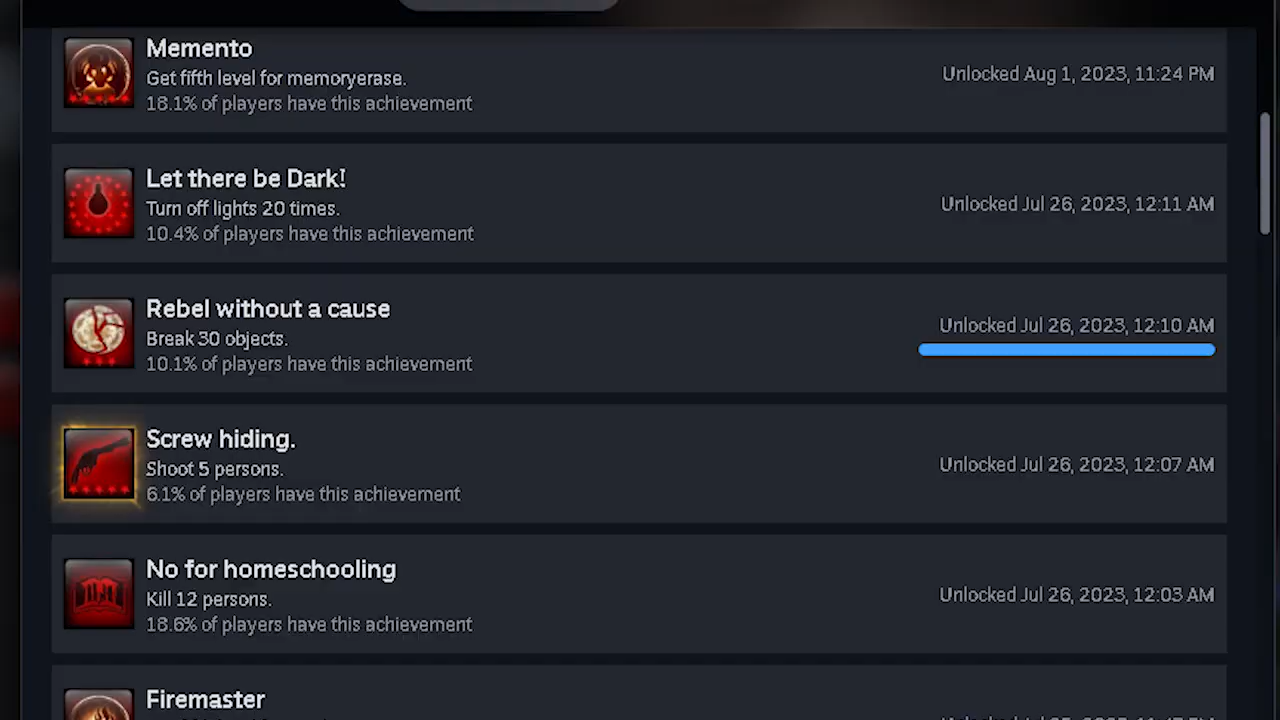 Memento
Get fifth level for memoryerase.
18.1% of players have this achievement
Unlocked Aug 1, 2023, 11:24 PM
Let there be Dark!
Turn off lights 20 times.
10.4% of players have this achievement
Unlocked Jul 26, 2023, 12:11 AM
Rebel without a cause
Break 30 objects.
10.1% of players have this achievement
Unlocked Jul 26, 2023, 12:10 AM
Screw hiding.
Shoot 5 persons.
6.1% of players have this achievement
Unlocked Jul 26, 2023, 12:07 AM
No for homeschooling
Kill 12 persons.
18.6% of players have this achievement
Unlocked Jul 26, 2023, 12:03 AM
Firemaster